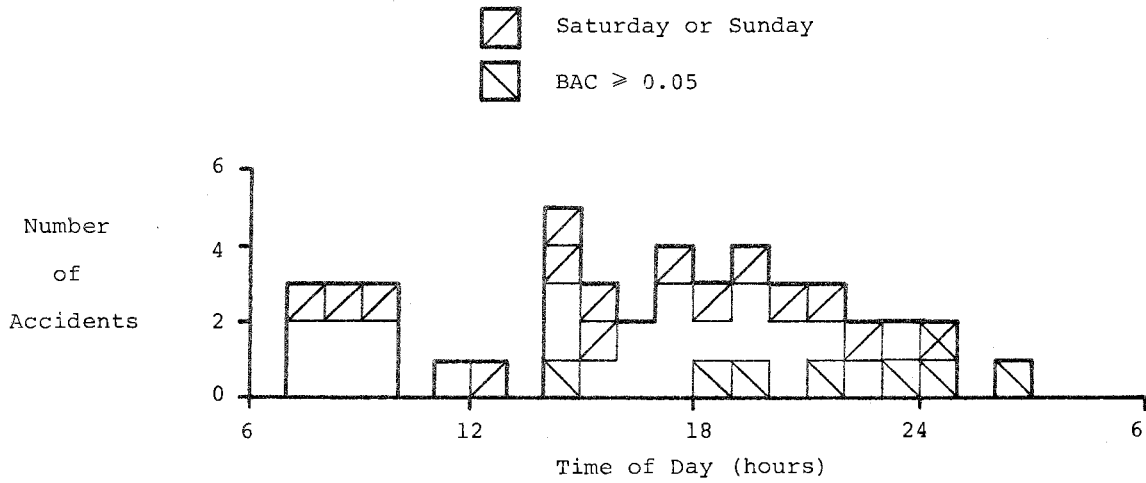 Saturday or Sunday
BAC ⩾ 0.05
6
4
2
0
Number
of
Accidents
6 12 18 24 6
Time of Day (hours)